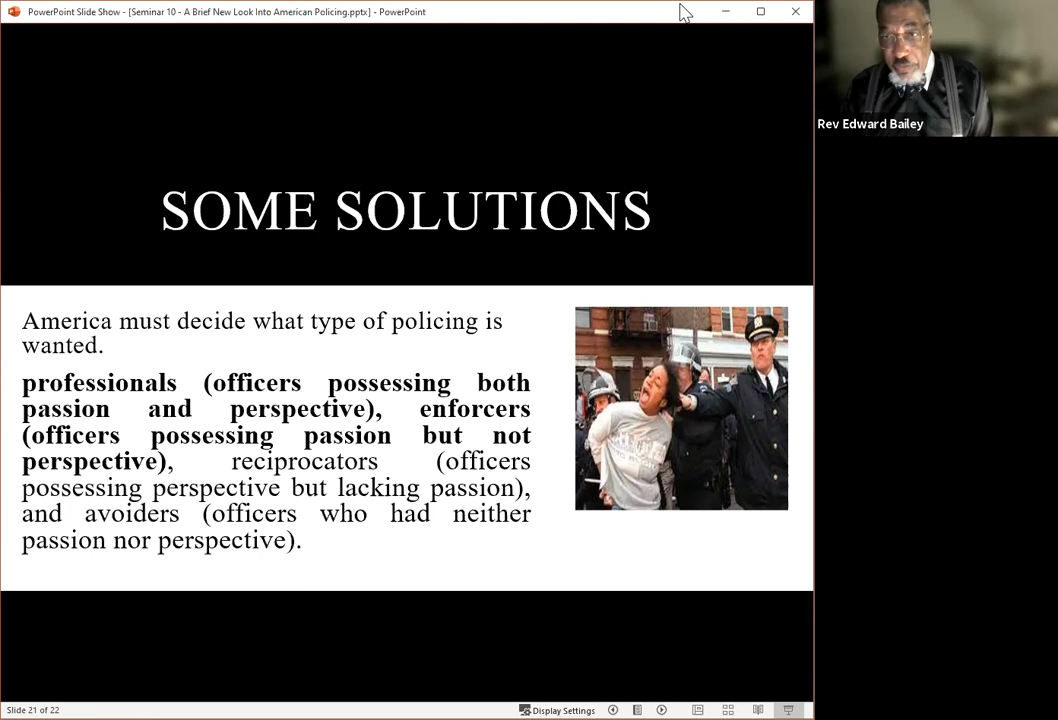 PowerPoint Slide Show - [Seminar 10 - A Brief New Look Into American Policing.pptx] - PowerPoint
Rev Edward Bailey
SOME SOLUTIONS
America must decide what type of policing is
wanted.
professionals (officers possessing both
passion and perspective), enforcers
(officers possessing passion but not
perspective), reciprocators (officers
possessing perspective but lacking passion),
and avoiders (officers who had neither
passion nor perspective).
Slide 21 of 22
Display Settings